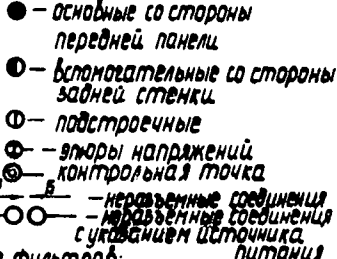 – основные со стороны
передней панели
– вспомогательные со стороны
задней стенки
– подстроечные
– эпюры напряжений
контрольная точка
Б – неразъемные соединения
– неразъемные соединения
с указанием источника
питания
фильтров: